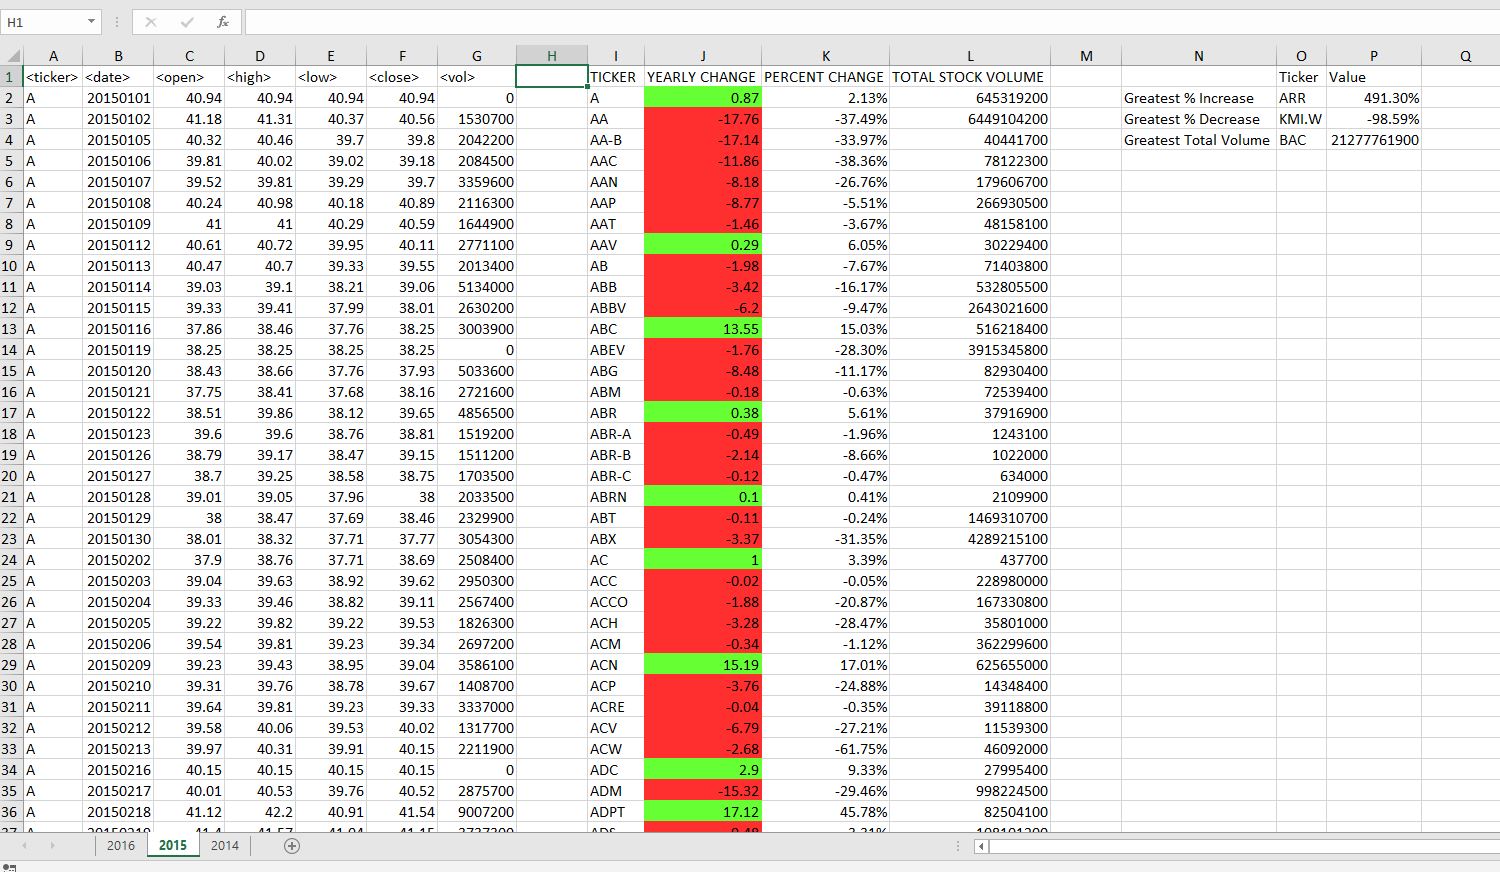 H1 fx
A B C D E F G H I J K L M N O P Q
1 <ticker> <date> <open> <high> <low> <close> <vol> TICKER YEARLY CHANGE PERCENT CHANGE TOTAL STOCK VOLUME Ticker Value
2 A 20150101 40.94 40.94 40.94 40.94 0 A 0.87 2.13% 645319200 Greatest % Increase ARR 491.30%
3 A 20150102 41.18 41.31 40.37 40.56 1530700 AA -17.76 -37.49% 6449104200 Greatest % Decrease KMI.W -98.59%
4 A 20150105 40.32 40.46 39.7 39.8 2042200 AA-B -17.14 -33.97% 40441700 Greatest Total Volume BAC 21277761900
5 A 20150106 39.81 40.02 39.02 39.18 2084500 AAC -11.86 -38.36% 78122300
6 A 20150107 39.52 39.81 39.29 39.7 3359600 AAN -8.18 -26.76% 179606700
7 A 20150108 40.24 40.98 40.18 40.89 2116300 AAP -8.77 -5.51% 266930500
8 A 20150109 41 41 40.29 40.59 1644900 AAT -1.46 -3.67% 48158100
9 A 20150112 40.61 40.72 39.95 40.11 2771100 AAV 0.29 6.05% 30229400
10 A 20150113 40.47 40.7 39.33 39.55 2013400 AB -1.98 -7.67% 71403800
11 A 20150114 39.03 39.1 38.21 39.06 5134000 ABB -3.42 -16.17% 532805500
12 A 20150115 39.33 39.41 37.99 38.01 2630200 ABBV -6.2 -9.47% 2643021600
13 A 20150116 37.86 38.46 37.76 38.25 3003900 ABC 13.55 15.03% 516218400
14 A 20150119 38.25 38.25 38.25 38.25 0 ABEV -1.76 -28.30% 3915345800
15 A 20150120 38.43 38.66 37.76 37.93 5033600 ABG -8.48 -11.17% 82930400
16 A 20150121 37.75 38.41 37.68 38.16 2721600 ABM -0.18 -0.63% 72539400
17 A 20150122 38.51 39.86 38.12 39.65 4856500 ABR 0.38 5.61% 37916900
18 A 20150123 39.6 39.6 38.76 38.81 1519200 ABR-A -0.49 -1.96% 1243100
19 A 20150126 38.79 39.17 38.47 39.15 1511200 ABR-B -2.14 -8.66% 1022000
20 A 20150127 38.7 39.25 38.58 38.75 1703500 ABR-C -0.12 -0.47% 634000
21 A 20150128 39.01 39.05 37.96 38 2033500 ABRN 0.1 0.41% 2109900
22 A 20150129 38 38.47 37.69 38.46 2329900 ABT -0.11 -0.24% 1469310700
23 A 20150130 38.01 38.32 37.71 37.77 3054300 ABX -3.37 -31.35% 4289215100
24 A 20150202 37.9 38.76 37.71 38.69 2508400 AC 1 3.39% 437700
25 A 20150203 39.04 39.63 38.92 39.62 2950300 ACC -0.02 -0.05% 228980000
26 A 20150204 39.33 39.46 38.82 39.11 2567400 ACCO -1.88 -20.87% 167330800
27 A 20150205 39.22 39.82 39.22 39.53 1826300 ACH -3.28 -28.47% 35801000
28 A 20150206 39.54 39.81 39.23 39.34 2697200 ACM -0.34 -1.12% 362299600
29 A 20150209 39.23 39.43 38.95 39.04 3586100 ACN 15.19 17.01% 625655000
30 A 20150210 39.31 39.76 38.78 39.67 1408700 ACP -3.76 -24.88% 14348400
31 A 20150211 39.64 39.81 39.23 39.33 3337000 ACRE -0.04 -0.35% 39118800
32 A 20150212 39.58 40.06 39.53 40.02 1317700 ACV -6.79 -27.21% 11539300
33 A 20150213 39.97 40.31 39.91 40.15 2211900 ACW -2.68 -61.75% 46092000
34 A 20150216 40.15 40.15 40.15 40.15 0 ADC 2.9 9.33% 27995400
35 A 20150217 40.01 40.53 39.76 40.52 2875700 ADM -15.32 -29.46% 998224500
36 A 20150218 41.12 42.2 40.91 41.54 9007200 ADPT 17.12 45.78% 82504100
2016 2015 2014